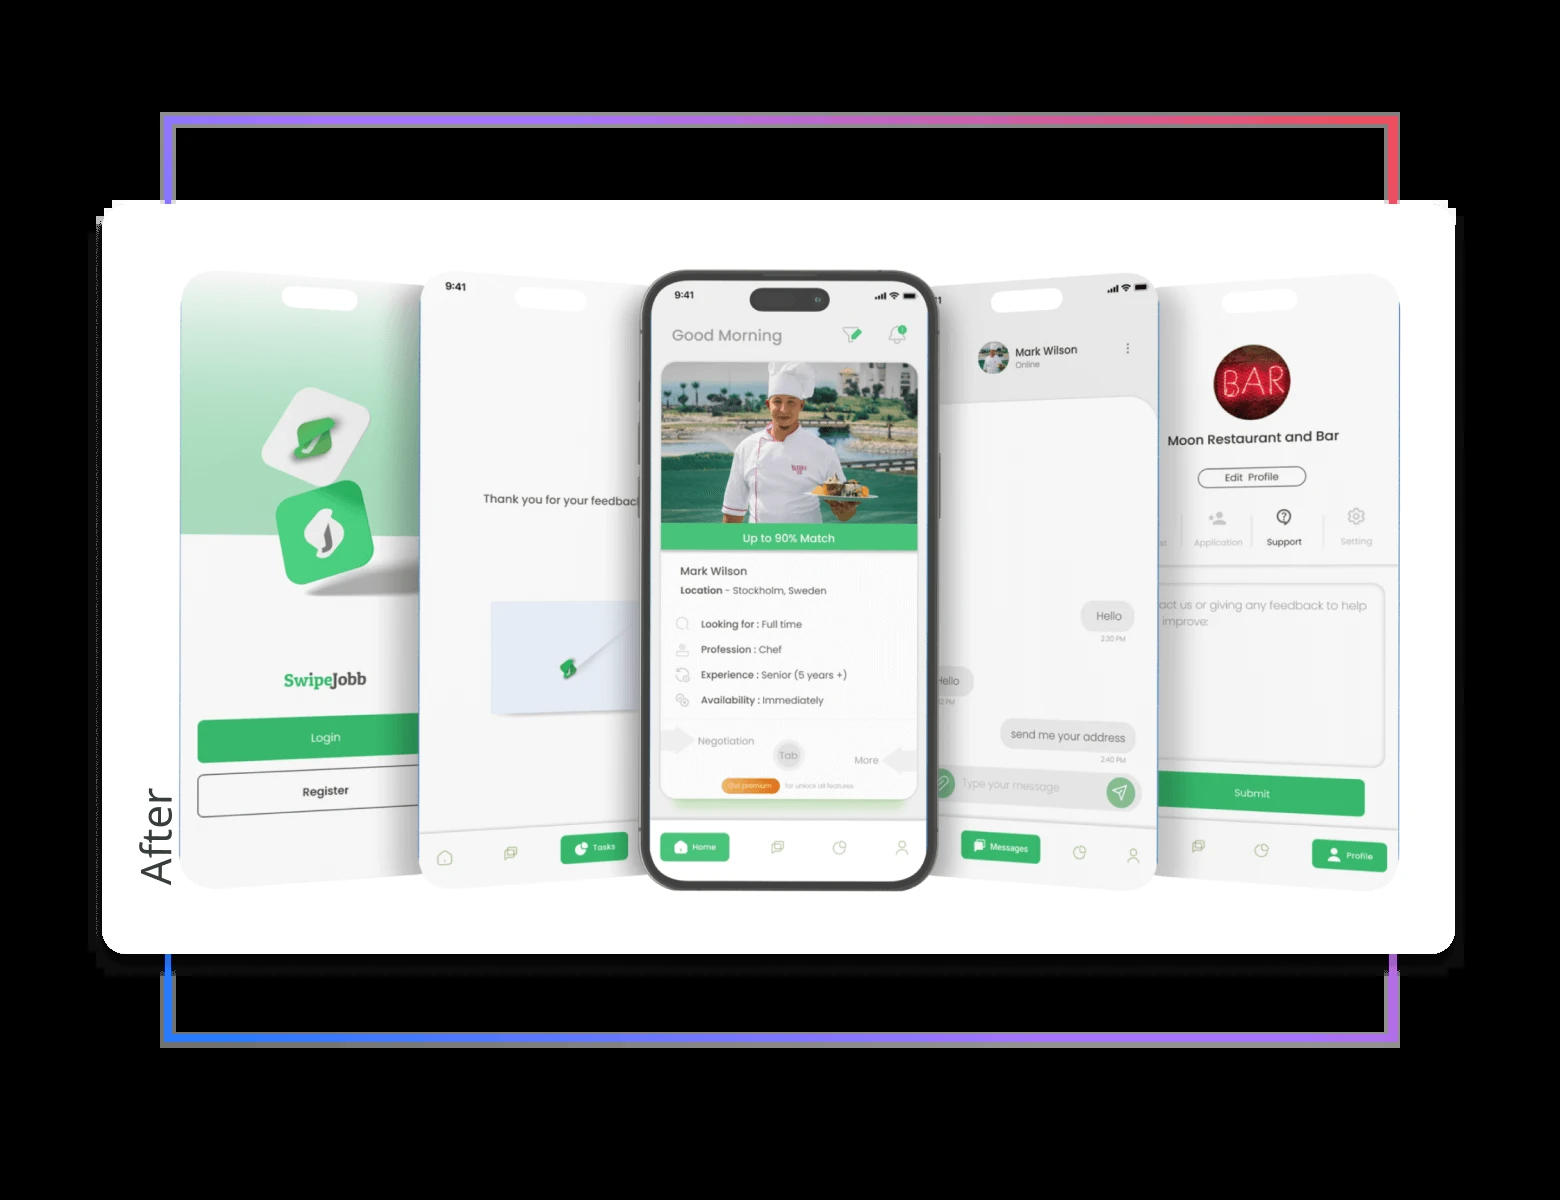 After
SwipeJobb
Login
Register
9:41
Thank you for your feedbac
Tasks
9:41
Good Morning
Up to 90% Match
Mark Wilson
Location - Stockholm, Sweden
Looking for : Full time
Profession : Chef
Experience : Senior (5 years +)
Availability : Immediately
Negotiation
Tab
More
Get premium for unlock all features
Home
Mark Wilson
Online
Hello
2:30 PM
Hello
send me your address
2:40 PM
Type your message
Messages
BAR
Moon Restaurant and Bar
Edit Profile
Application
Support
Setting
act us or giving any feedback to help
improve:
Submit
Profile